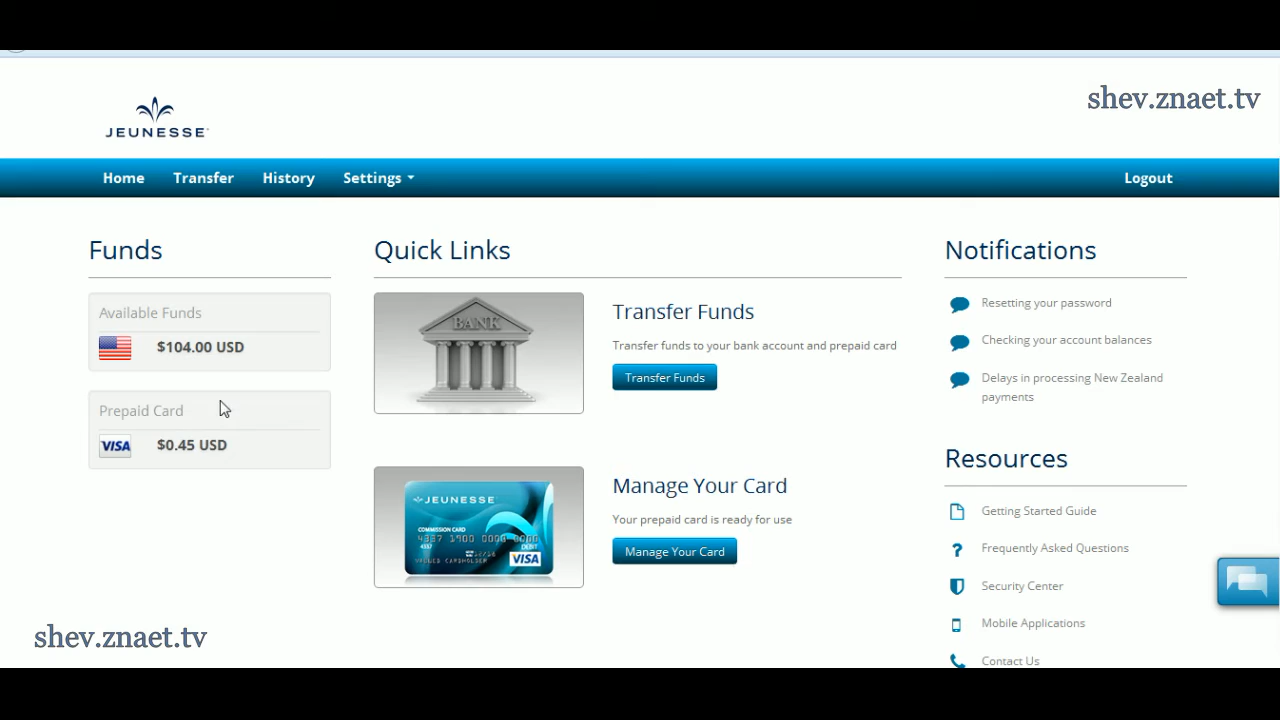 shev.znaet.tv
JEUNESSE
Home Transfer History Settings Logout
Funds
Available Funds
$104.00 USD
Prepaid Card
VISA $0.45 USD
Quick Links
BANK
Transfer Funds
Transfer funds to your bank account and prepaid card
Transfer Funds
JEUNESSE
COMMISSION CARD
4337
DEBIT
VISA
Manage Your Card
Your prepaid card is ready for use
Manage Your Card
Notifications
Resetting your password
Checking your account balances
Delays in processing New Zealand
payments
Resources
Getting Started Guide
Frequently Asked Questions
Security Center
Mobile Applications
Contact Us
shev.znaet.tv